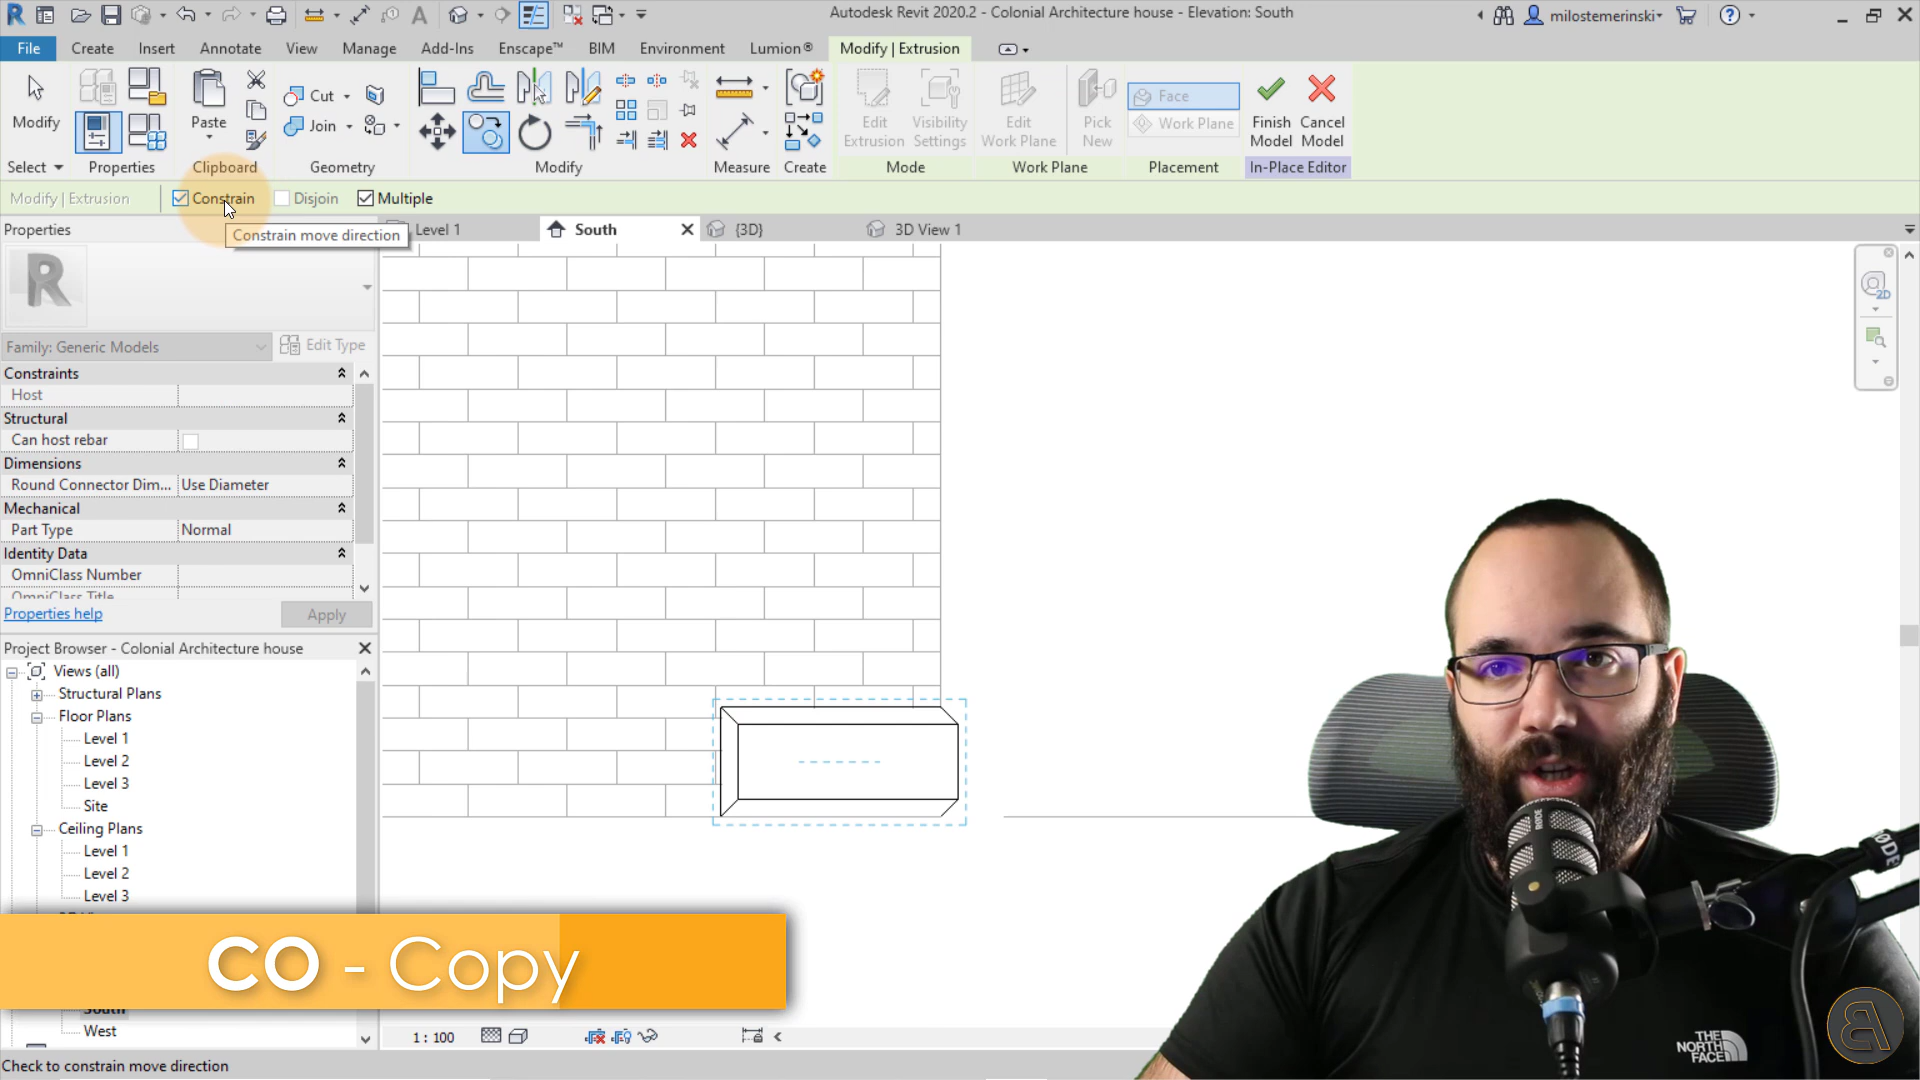 Autodesk Revit 2020.2 - Colonial Architecture house - Elevation: South
milostemerinski
File Create Insert Annotate View Manage Add-Ins Enscape™ BIM Environment Lumion® Modify | Extrusion
Modify
Paste
Cut
Join
Edit Extrusion
Visibility Settings
Edit Work Plane
Pick New
Face
Work Plane
Finish Model
Cancel Model
Select Properties Clipboard Geometry Modify Measure Create Mode Work Plane Placement In-Place Editor
Modify | Extrusion Constrain Disjoin Multiple
Constrain move direction
Properties
Level 1 South {3D} 3D View 1
2D
R
Family: Generic Models Edit Type
Constraints
Host
Structural
Can host rebar
Dimensions
Round Connector Dim... Use Diameter
Mechanical
Part Type Normal
Identity Data
OmniClass Number
OmniClass Title
Properties help Apply
Project Browser - Colonial Architecture house
Views (all)
Structural Plans
Floor Plans
Level 1
Level 2
Level 3
Site
Ceiling Plans
Level 1
Level 2
Level 3
CO - Copy
South
West
1 : 100
Check to constrain move direction
RØDE
RØDE
THE NORTH FACE